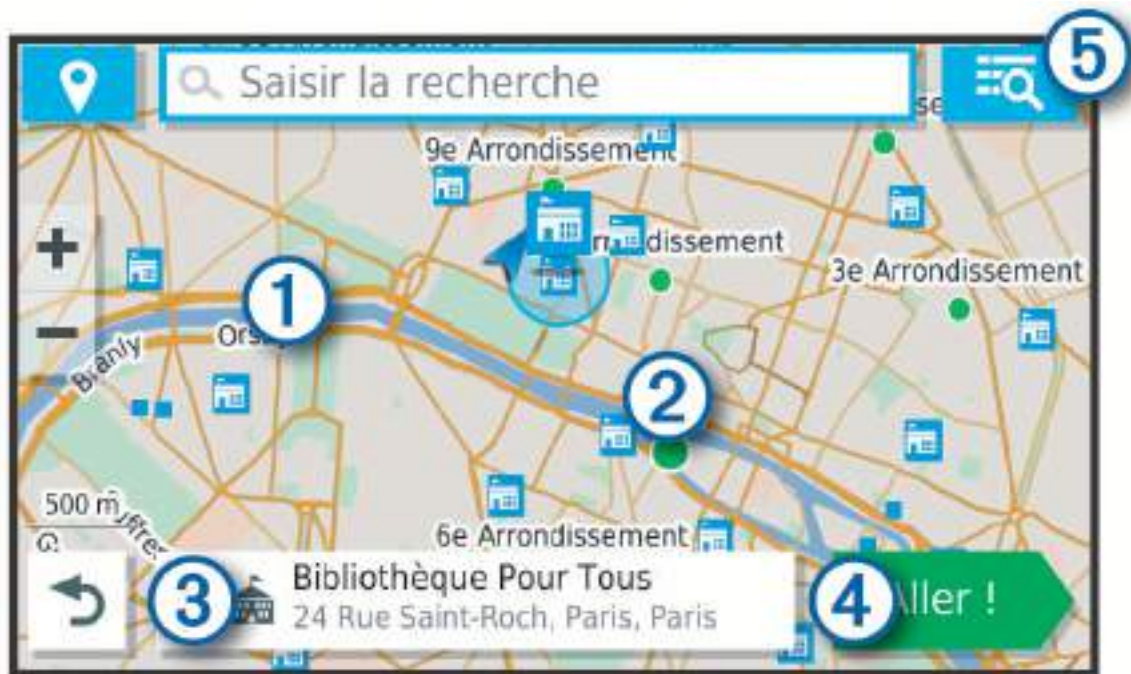 5
Saisir la recherche
9e Arrondissement
rrondissement
3e Arrondissement
+
1
−
Branly
2
500 m
6e Arrondissement
3
Bibliothèque Pour Tous
24 Rue Saint-Roch, Paris, Paris
4
Aller !